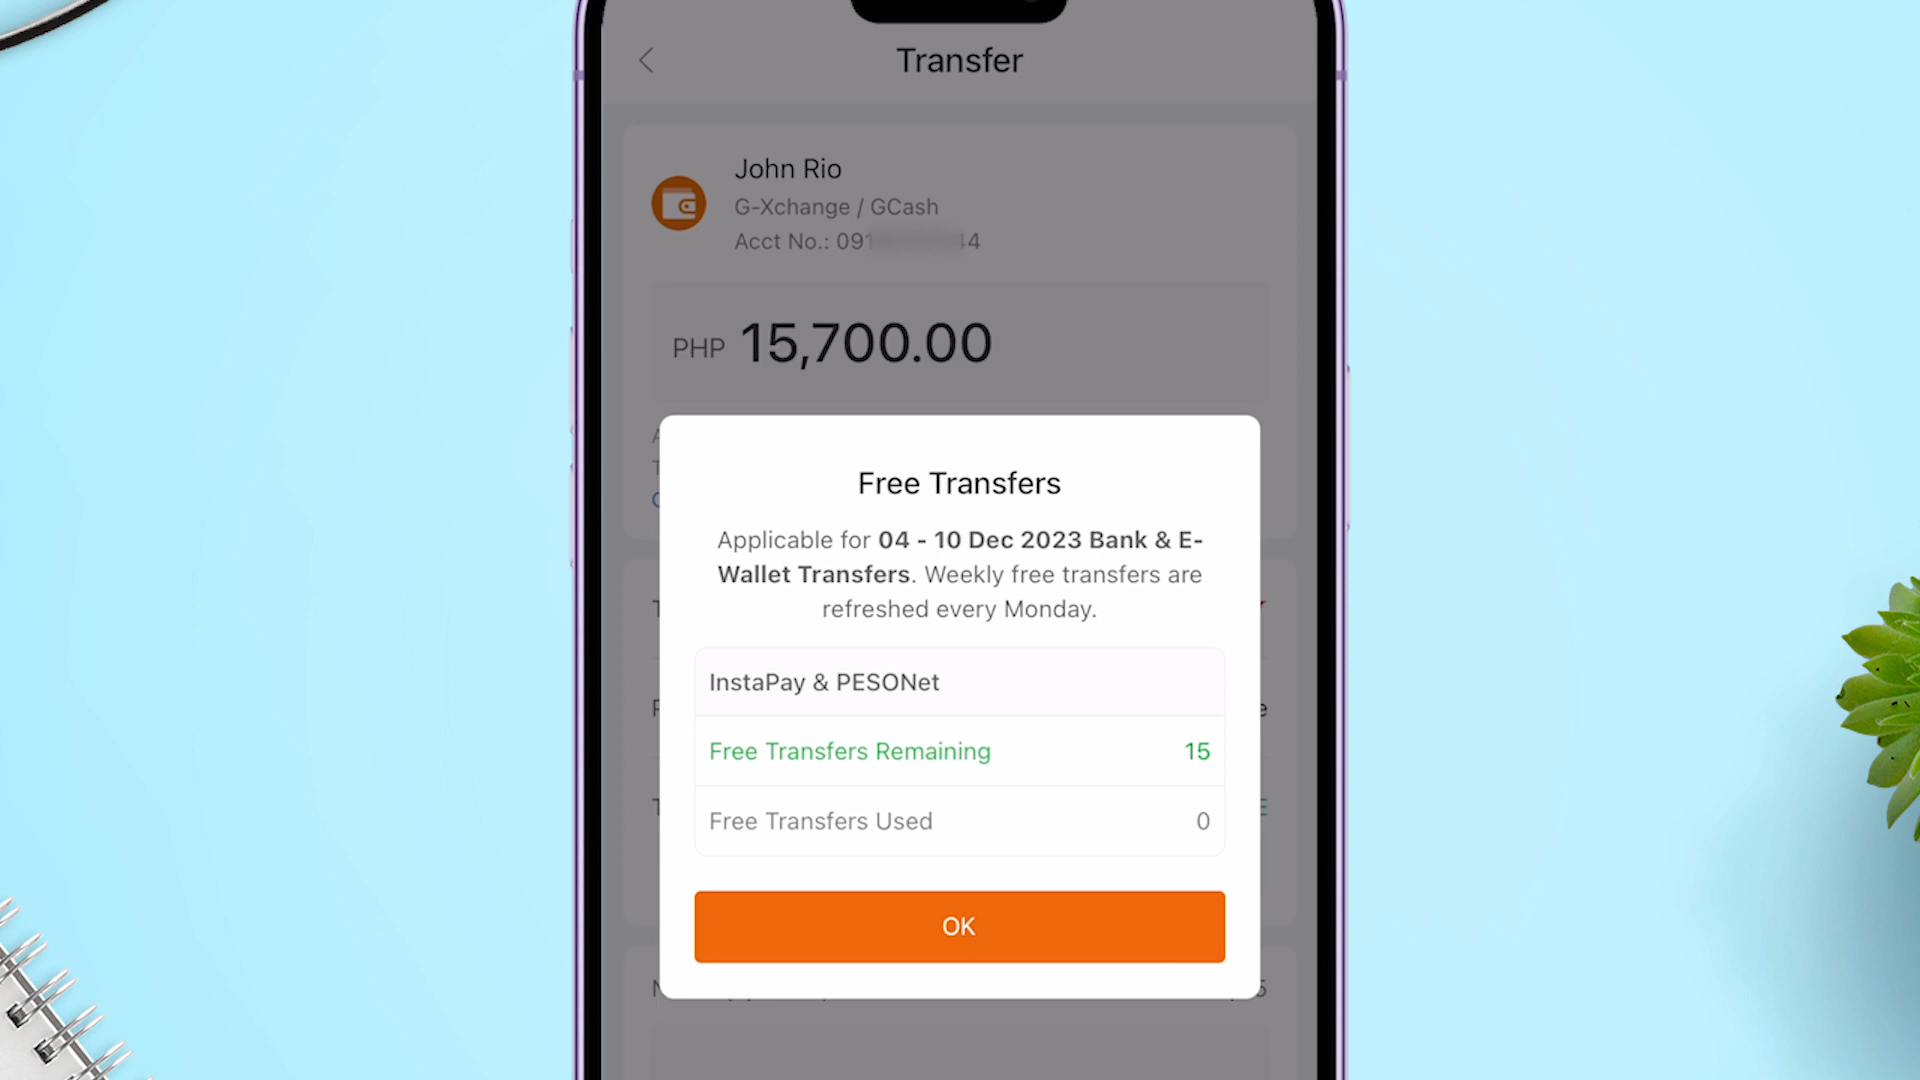 Transfer
John Rio
G-Xchange / GCash
Acct No.: 091 44
PHP 15,700.00
Free Transfers
Applicable for 04 - 10 Dec 2023 Bank & E-
Wallet Transfers. Weekly free transfers are
refreshed every Monday.
InstaPay & PESONet
Free Transfers Remaining 15
Free Transfers Used 0
OK